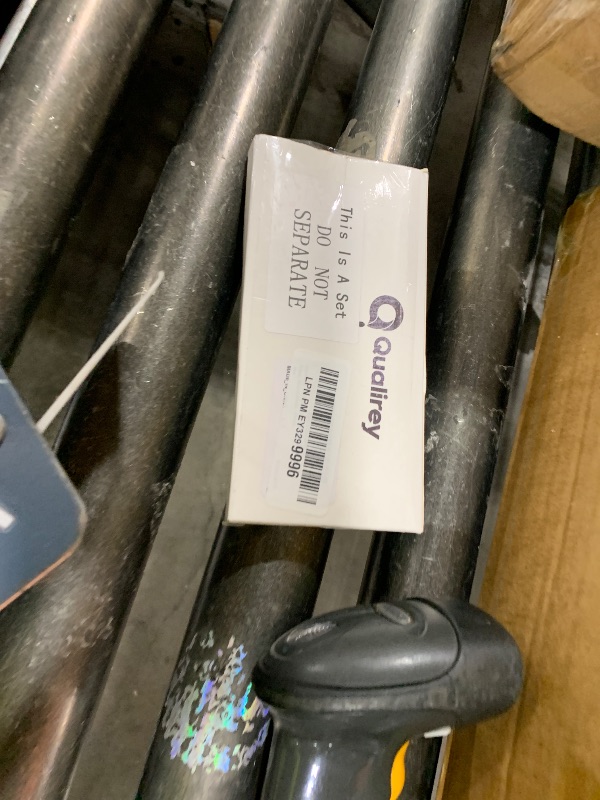 This Is A Set
DO NOT
SEPARATE
Qualirey
LPN PM EY329 9996